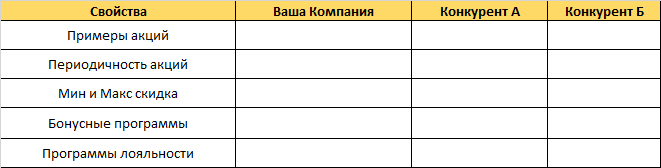 Свойства Ваша Компания Конкурент А Конкурент Б
Примеры акций
Периодичность акций
Мин и Макс скидка
Бонусные программы
Программы лояльности